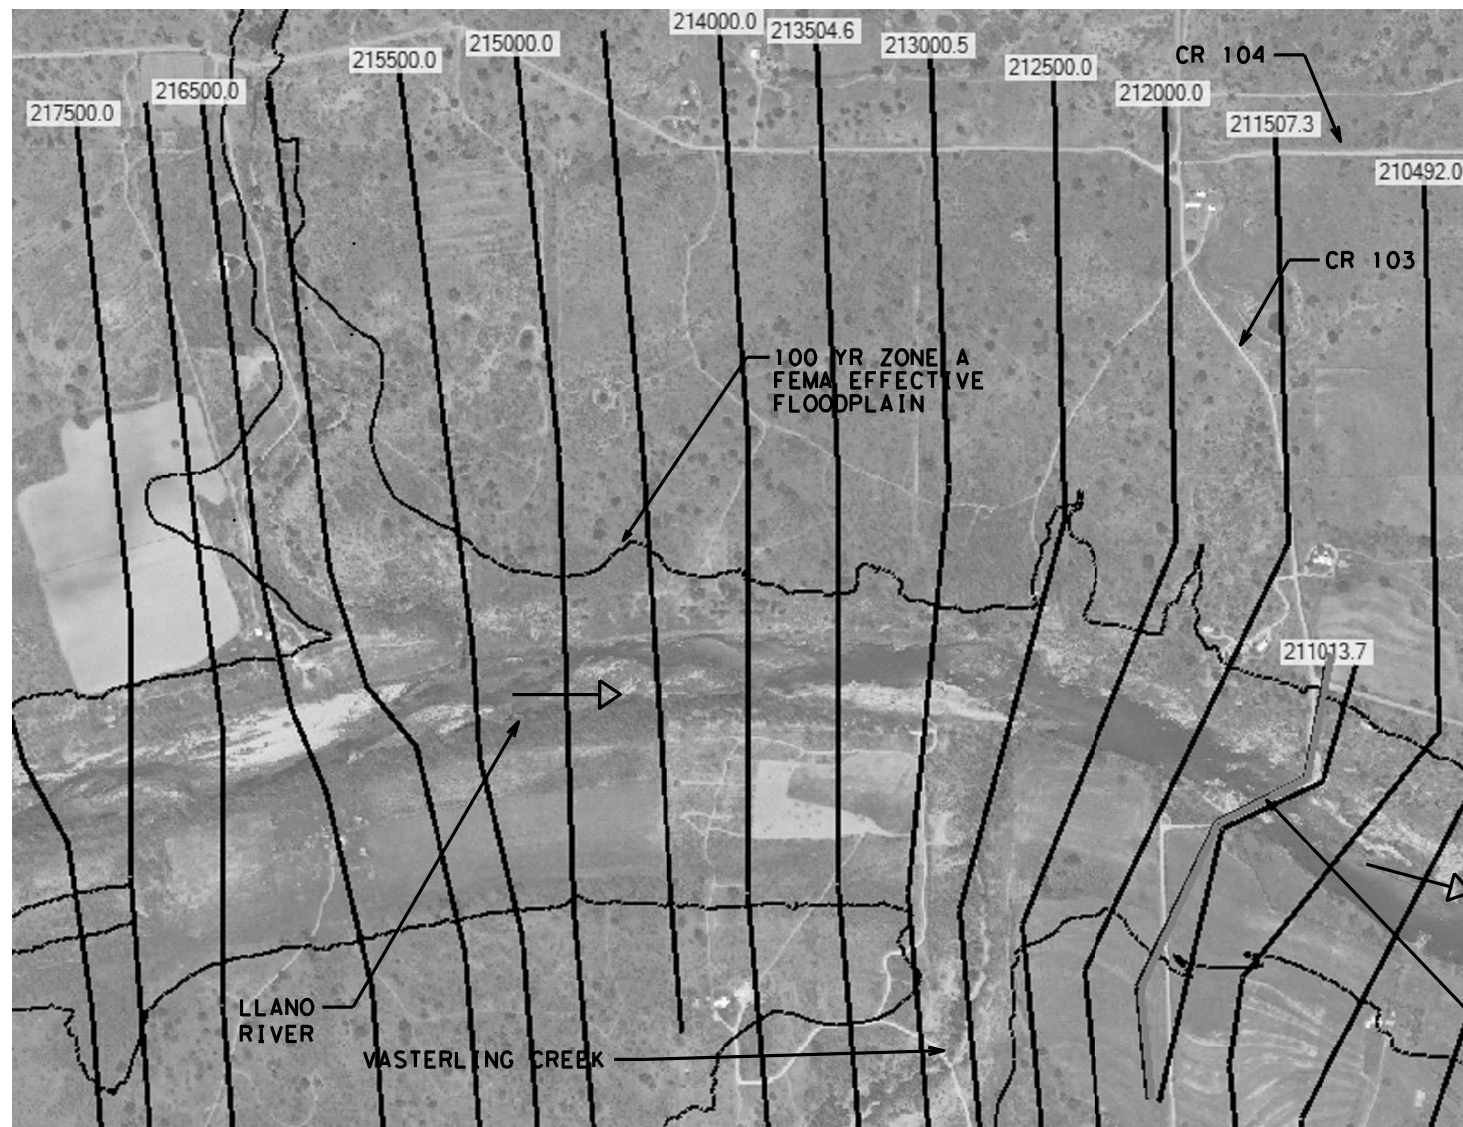 214000.0
213504.6
215000.0
213000.5
215500.0
CR 104
212500.0
216500.0
212000.0
217500.0
211507.3
210492.0
CR 103
100 YR ZONE A
FEMA EFFECTIVE
FLOODPLAIN
211013.7
LLANO
RIVER
VASTERLING CREEK